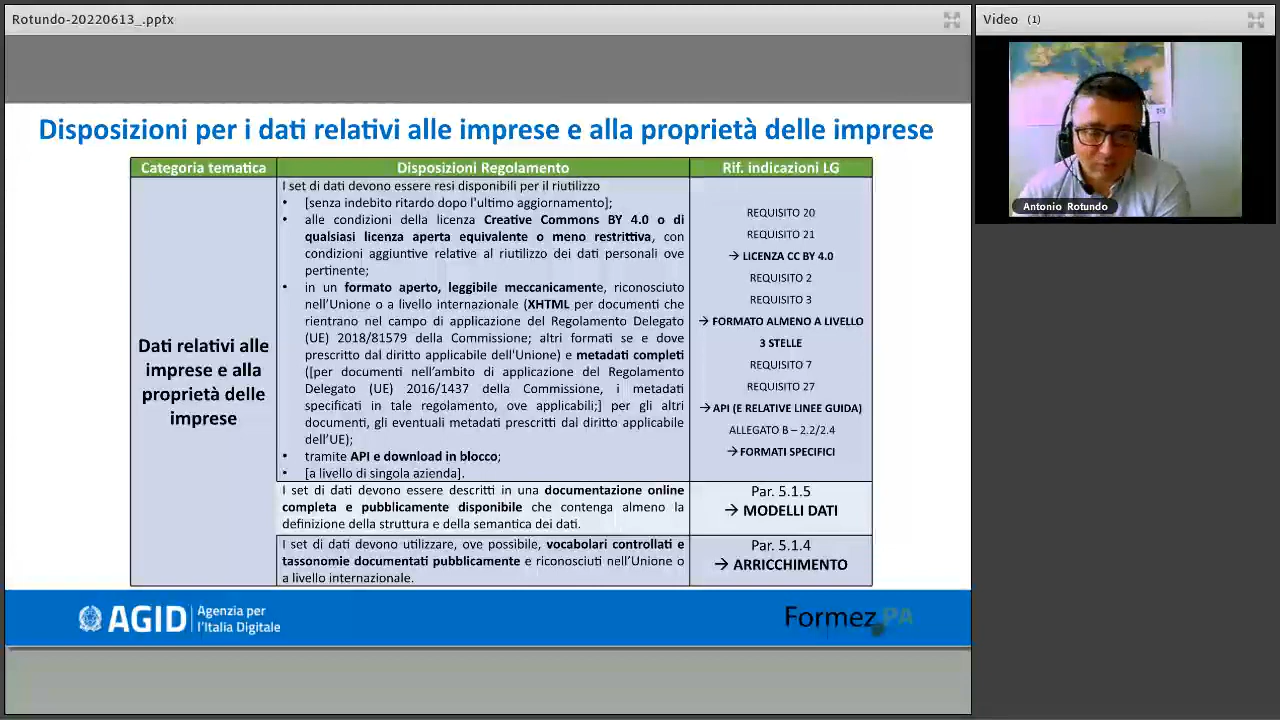 Rotundo-20220613_.pptx
Video (1)
Antonio Rotundo
Disposizioni per i dati relativi alle imprese e alla proprietà delle imprese
Categoria tematica
Disposizioni Regolamento
Rif. indicazioni LG
Dati relativi alle
imprese e alla
proprietà delle
imprese
I set di dati devono essere resi disponibili per il riutilizzo
• [senza indebito ritardo dopo l'ultimo aggiornamento];
• alle condizioni della licenza Creative Commons BY 4.0 o di
qualsiasi licenza aperta equivalente o meno restrittiva, con
condizioni aggiuntive relative al riutilizzo dei dati personali ove
pertinente;
• in un formato aperto, leggibile meccanicamente, riconosciuto
nell'Unione o a livello internazionale (XHTML per documenti che
rientrano nel campo di applicazione del Regolamento Delegato
(UE) 2018/81579 della Commissione; altri formati se e dove
prescritto dal diritto applicabile dell'Unione) e metadati completi
([per documenti nell'ambito di applicazione del Regolamento
Delegato (UE) 2016/1437 della Commissione, i metadati
specificati in tale regolamento, ove applicabili;] per gli altri
documenti, gli eventuali metadati prescritti dal diritto applicabile
dell'UE);
• tramite API e download in blocco;
• [a livello di singola azienda].
REQUISITO 20
REQUISITO 21
→ LICENZA CC BY 4.0
REQUISITO 2
REQUISITO 3
→ FORMATO ALMENO A LIVELLO
3 STELLE
REQUISITO 7
REQUISITO 27
→ API (E RELATIVE LINEE GUIDA)
ALLEGATO B – 2.2/2.4
→ FORMATI SPECIFICI
I set di dati devono essere descritti in una documentazione online
completa e pubblicamente disponibile che contenga almeno la
definizione della struttura e della semantica dei dati.
Par. 5.1.5
→ MODELLI DATI
I set di dati devono utilizzare, ove possibile, vocabolari controllati e
tassonomie documentati pubblicamente e riconosciuti nell'Unione o
a livello internazionale.
Par. 5.1.4
→ ARRICCHIMENTO
AGID Agenzia per
l'Italia Digitale
Formez PA